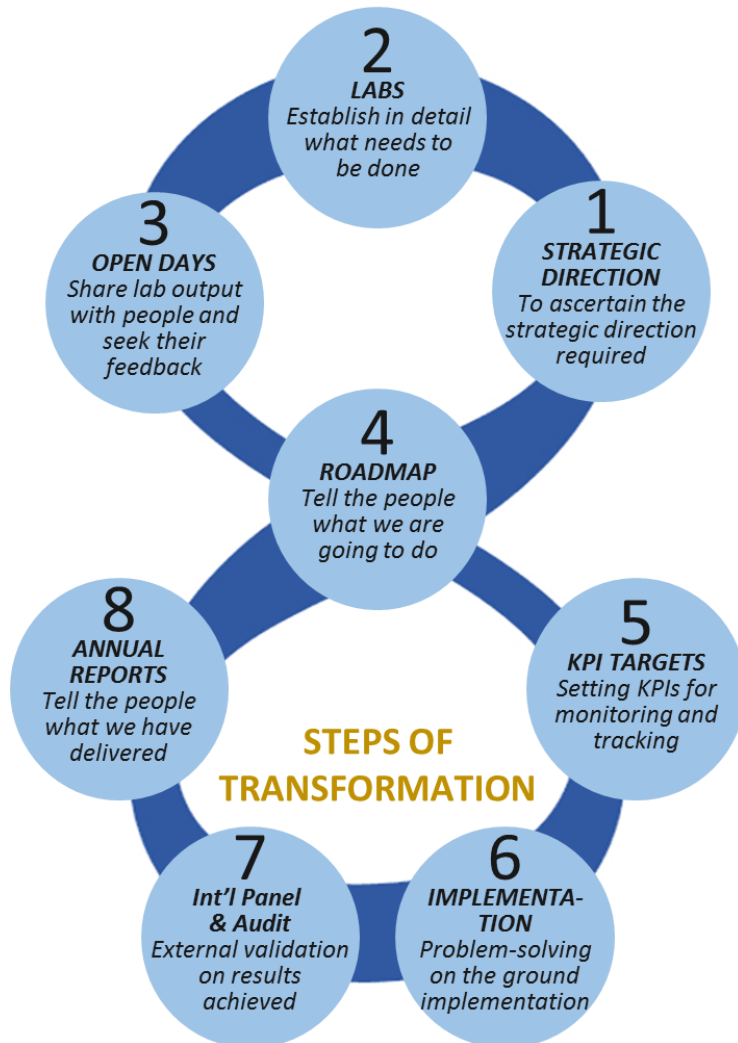 2
LABS
Establish in detail
what needs to
be done
1
STRATEGIC
DIRECTION
To ascertain the
strategic direction
required
3
OPEN DAYS
Share lab output
with people and
seek their
feedback
4
ROADMAP
Tell the people
what we are
going to do
5
KPI TARGETS
Setting KPIs for
monitoring and
tracking
8
ANNUAL
REPORTS
Tell the people
what we have
delivered
STEPS OF
TRANSFORMATION
7
Int’l Panel
& Audit
External validation
on results
achieved
6
IMPLEMENTA-
TION
Problem-solving
on the ground
implementation